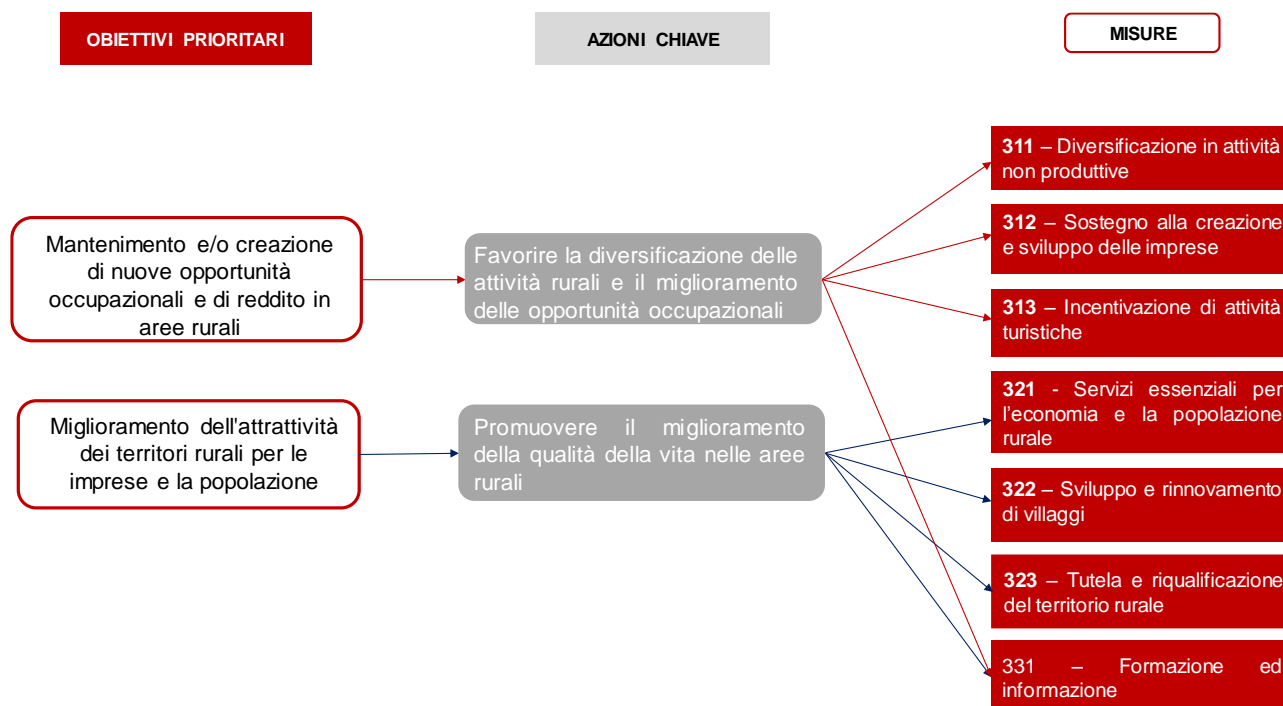 OBIETTIVI PRIORITARI
AZIONI CHIAVE
MISURE
Mantenimento e/o creazione
di nuove opportunità
occupazionali e di reddito in
aree rurali
Miglioramento dell'attrattività
dei territori rurali per le
imprese e la popolazione
Favorire la diversificazione delle
attività rurali e il miglioramento
delle opportunità occupazionali
Promuovere il miglioramento
della qualità della vita nelle aree
rurali
311 – Diversificazione in attività
non produttive
312 – Sostegno alla creazione
e sviluppo delle imprese
313 – Incentivazione di attività
turistiche
321 - Servizi essenziali per
l’economia e la popolazione
rurale
322 – Sviluppo e rinnovamento
di villaggi
323 – Tutela e riqualificazione
del territorio rurale
331 – Formazione ed
informazione